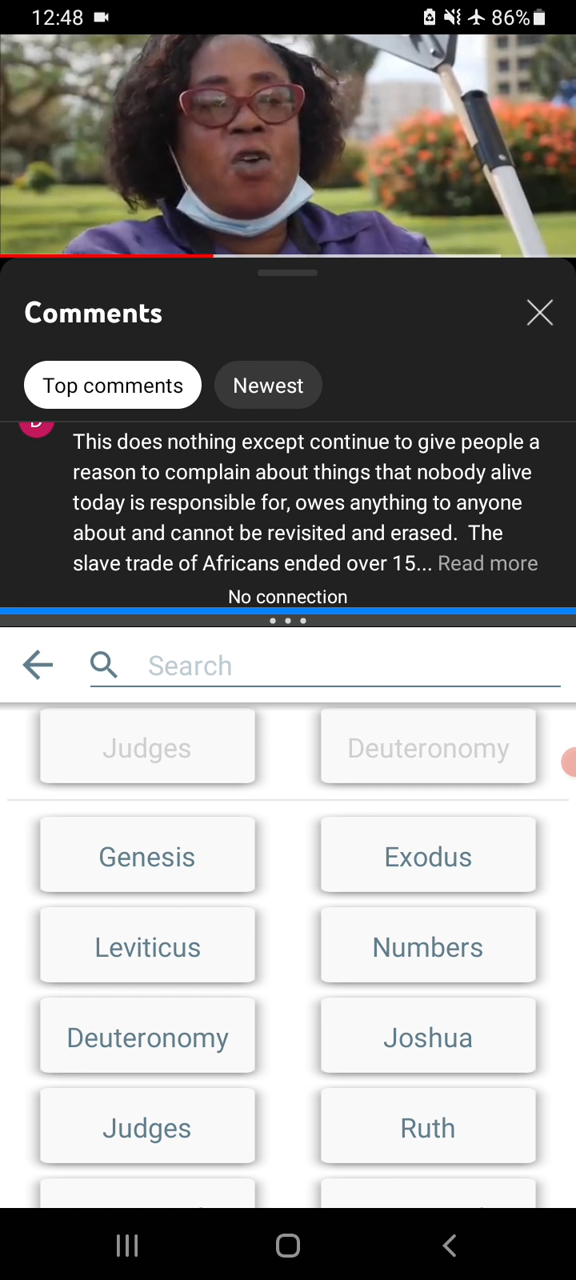 12:48 86%
Comments
Top comments Newest
This does nothing except continue to give people a
reason to complain about things that nobody alive
today is responsible for, owes anything to anyone
about and cannot be revisited and erased. The
slave trade of Africans ended over 15... Read more
No connection
Search
Judges Deuteronomy
Genesis Exodus
Leviticus Numbers
Deuteronomy Joshua
Judges Ruth